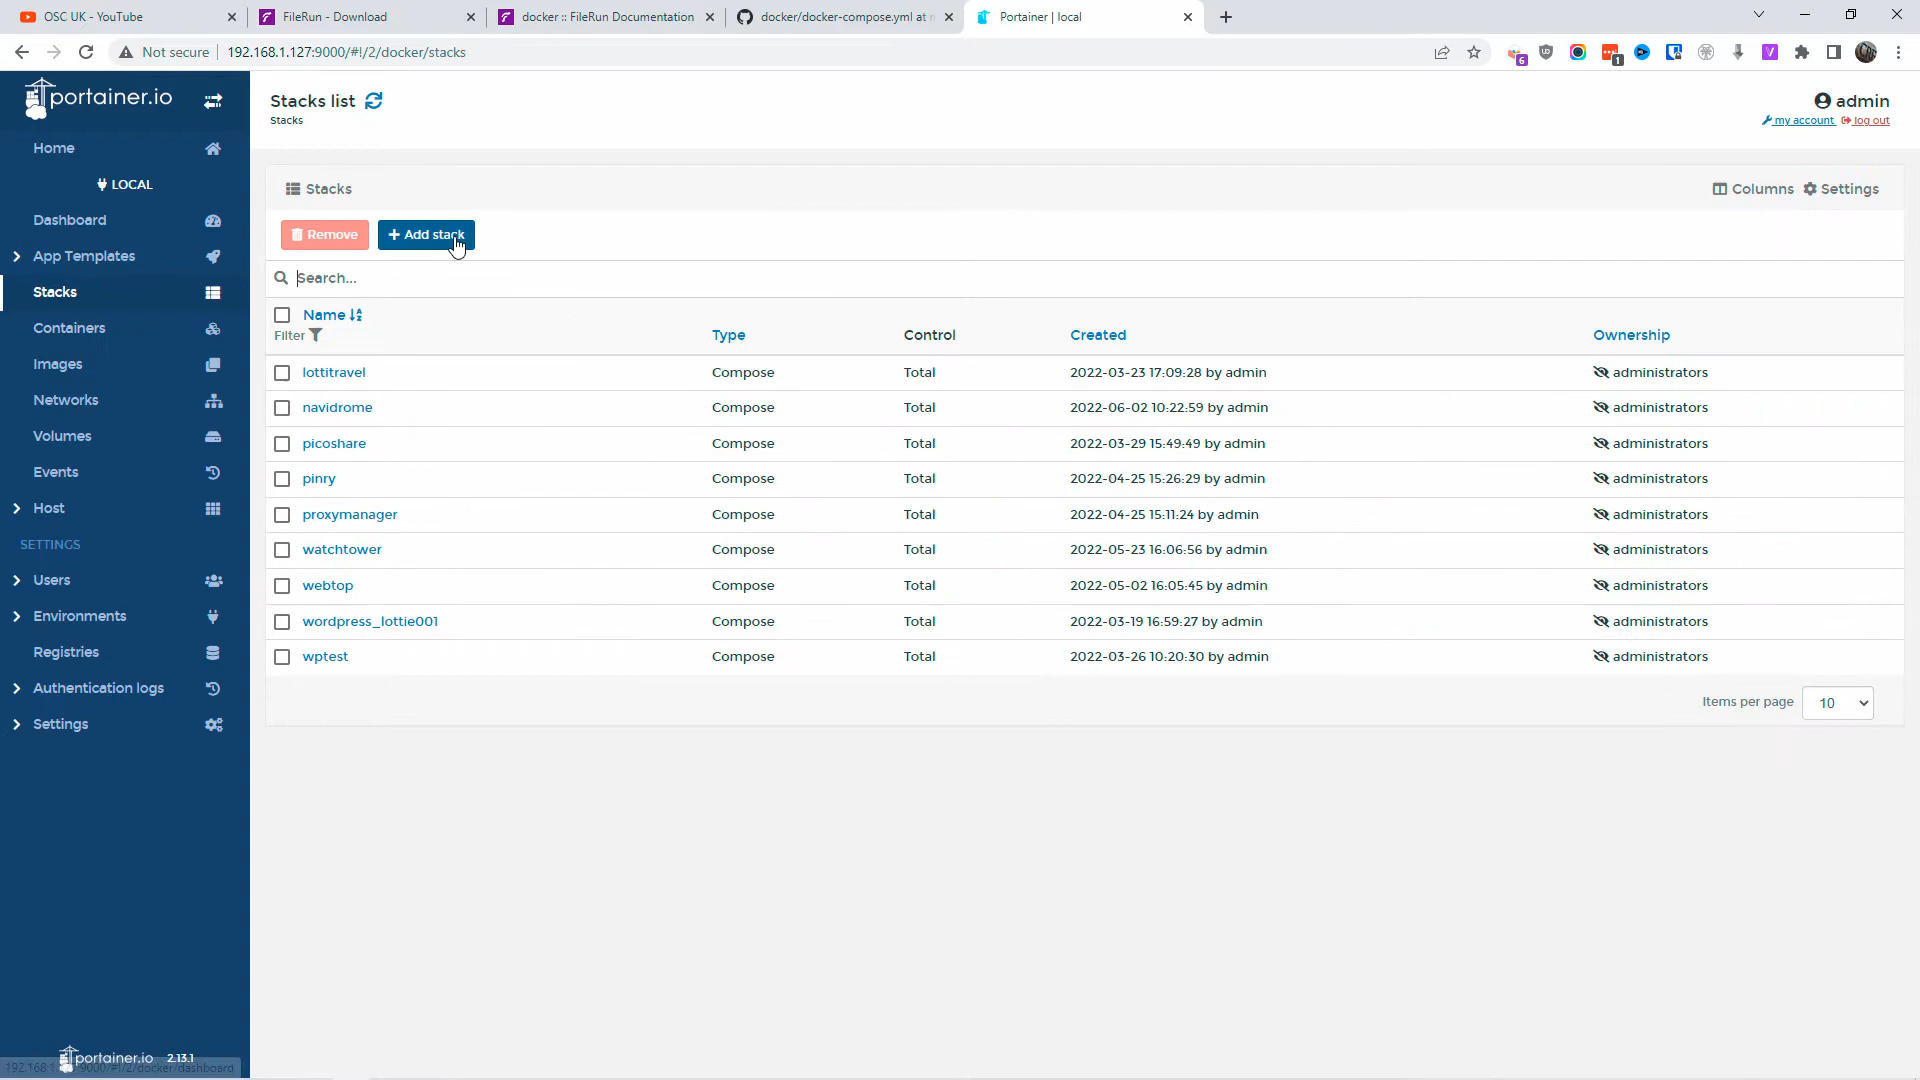 OSC UK - YouTube
FileRun - Download
docker :: FileRun Documentation
docker/docker-compose.yml at
Portainer | local
Not secure
192.168.1.127:9000/#!/2/docker/stacks
6
1
portainer.io
Home
LOCAL
Dashboard
App Templates
Stacks
Containers
Images
Networks
Volumes
Events
Host
SETTINGS
Users
Environments
Registries
Authentication logs
Settings
portainer.io 2.13.1
Stacks list
Stacks
admin
my account log out
Stacks
Columns Settings
Remove + Add stack
Search...
Name
Filter
Type Control Created Ownership
lottitravel Compose Total 2022-03-23 17:09:28 by admin administrators
navidrome Compose Total 2022-06-02 10:22:59 by admin administrators
picoshare Compose Total 2022-03-29 15:49:49 by admin administrators
pinry Compose Total 2022-04-25 15:26:29 by admin administrators
proxymanager Compose Total 2022-04-25 15:11:24 by admin administrators
watchtower Compose Total 2022-05-23 16:06:56 by admin administrators
webtop Compose Total 2022-05-02 16:05:45 by admin administrators
wordpress_lottie001 Compose Total 2022-03-19 16:59:27 by admin administrators
wptest Compose Total 2022-03-26 10:20:30 by admin administrators
Items per page 10